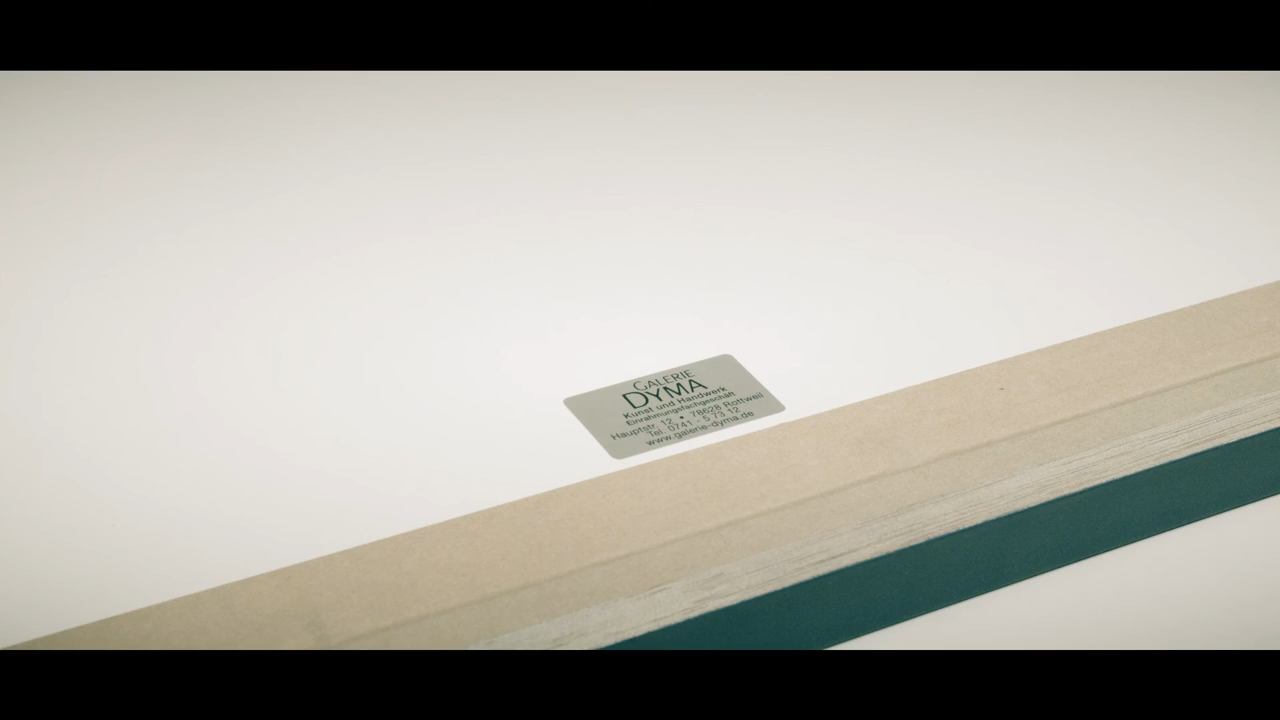 GALERIE
DYMA
Kunst und Handwerk
Einrahmungsfachgeschäft
Hauptstr. 12 • 78628 Rottweil
Tel. 0741 - 5 73 12
www.galerie-dyma.de